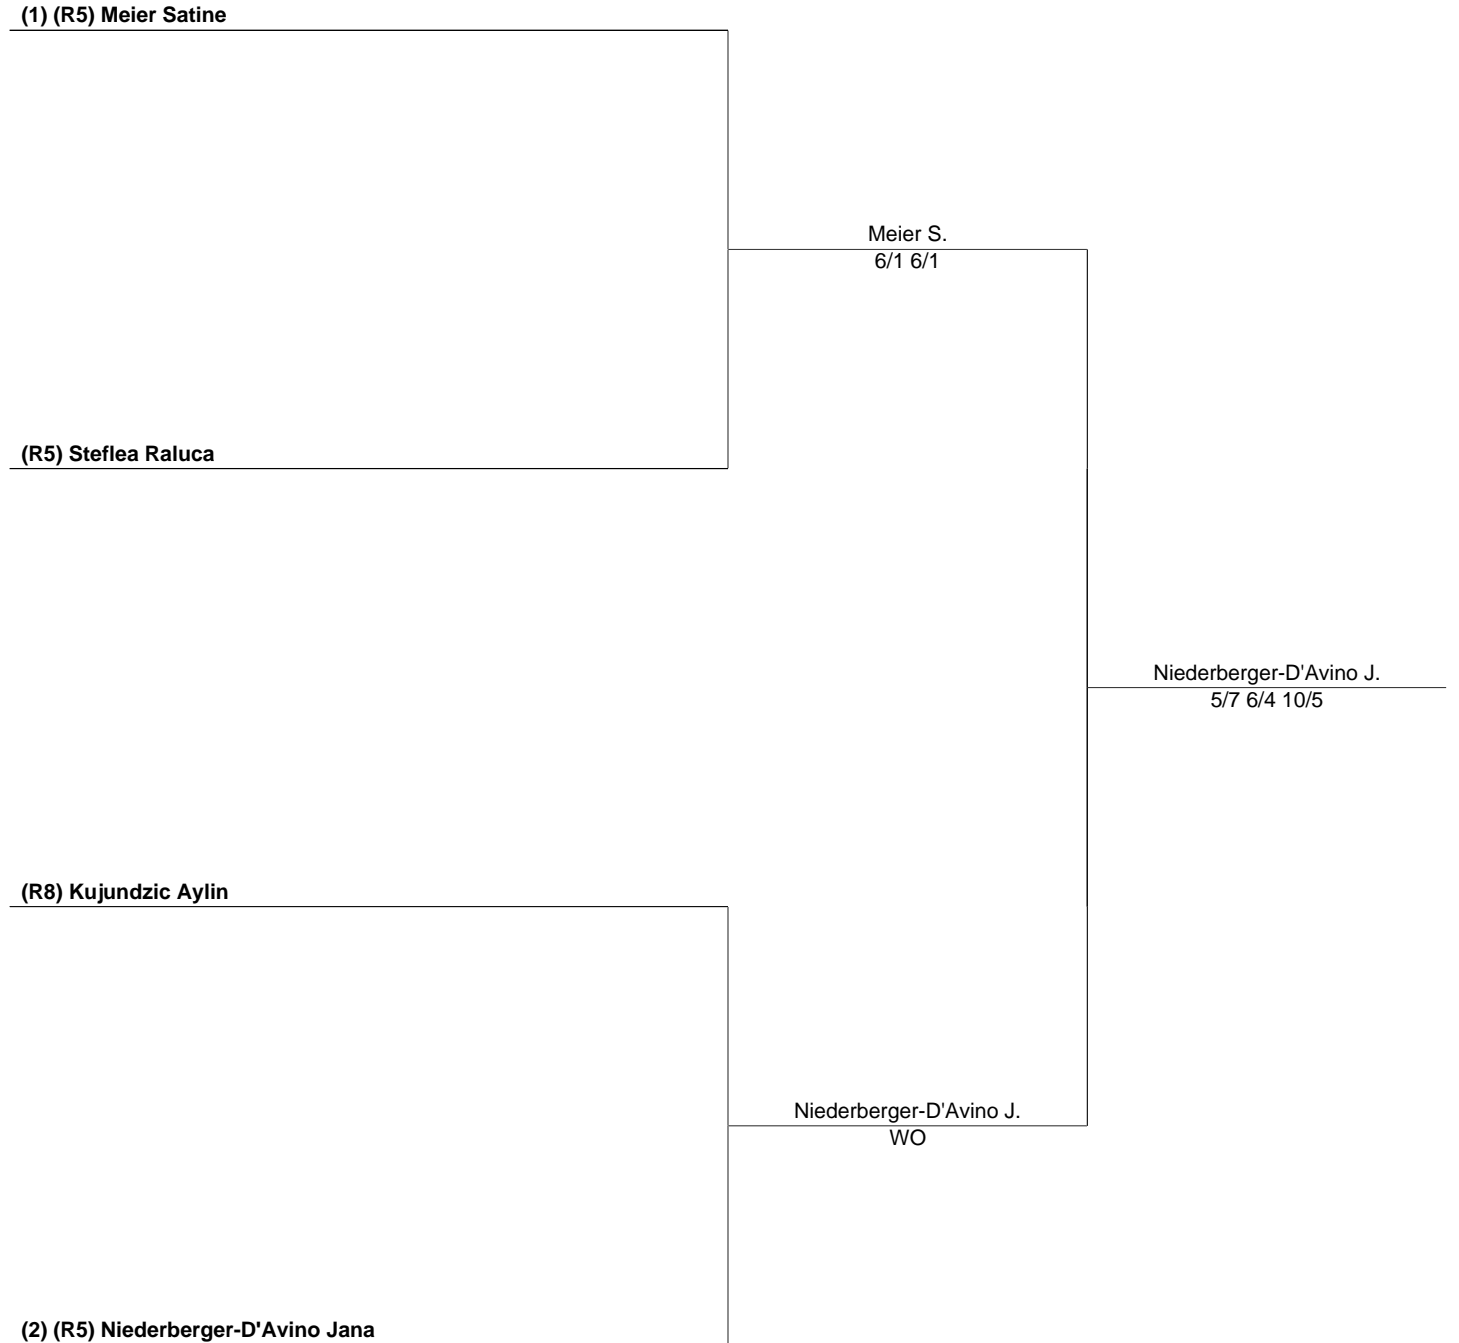 (1) (R5) Meier Satine
Meier S.
6/1 6/1
(R5) Steflea Raluca
Niederberger-D'Avino J.
5/7 6/4 10/5
(R8) Kujundzic Aylin
Niederberger-D'Avino J.
WO
(2) (R5) Niederberger-D'Avino Jana